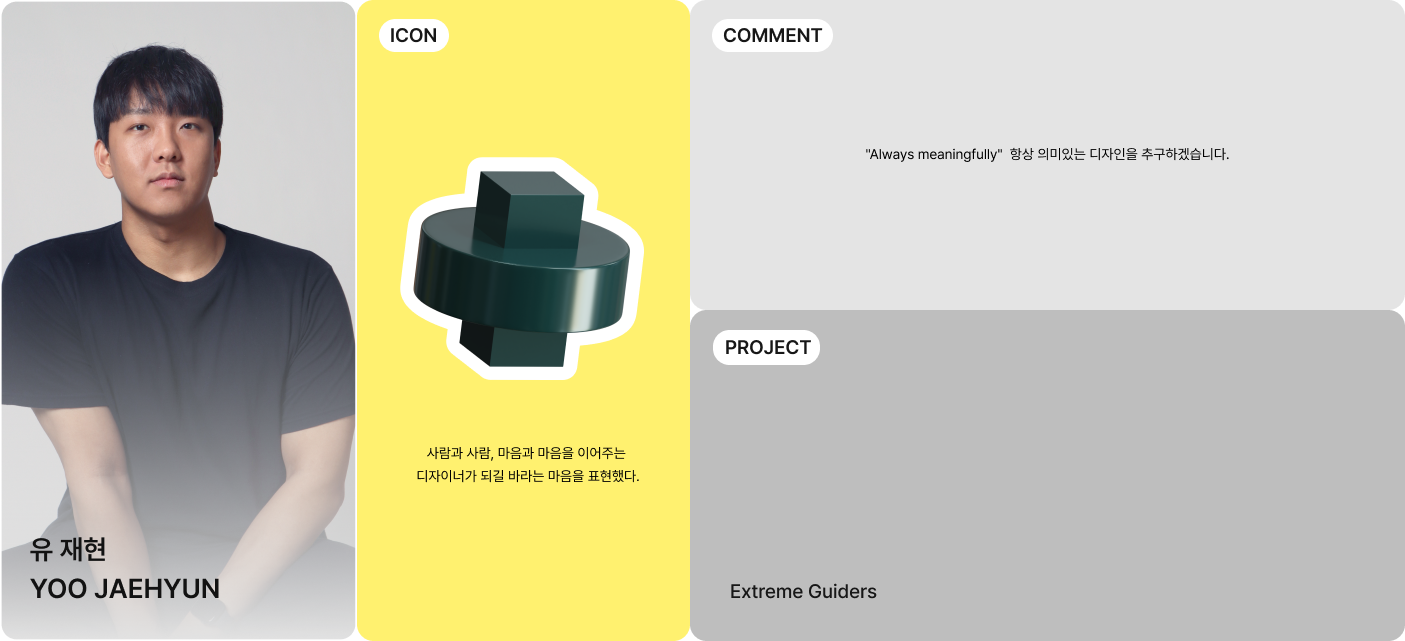 유 재현
YOO JAEHYUN
ICON
사람과 사람, 마음과 마음을 이어주는
디자이너가 되길 바라는 마음을 표현했다.
COMMENT
"Always meaningfully" 항상 의미있는 디자인을 추구하겠습니다.
PROJECT
Extreme Guiders